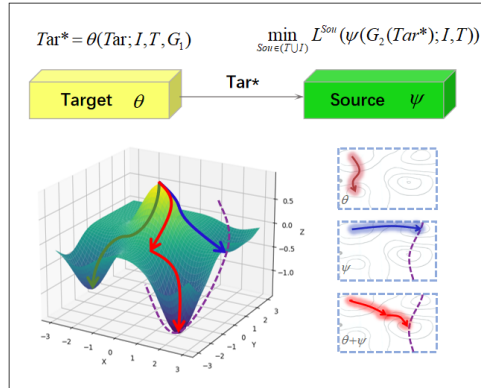 Tar* = θ(Tar; I, T, G₁)
min L^Sou (ψ(G₂(Tar*); I, T))
Sou∈(T∪I)
Target θ
Tar*
Source ψ
0.5
0.0
-0.5
-1.0
Z
-3 -2 -1 0 1 2 3
X
-3 -2 -1 0 1 2 3
Y
θ
ψ
θ+ψ